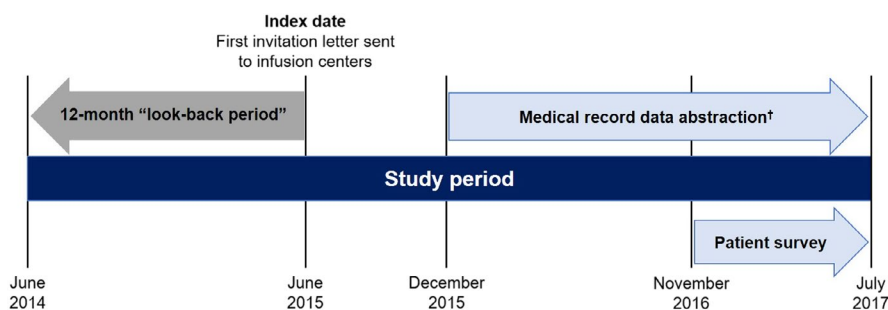 Index date
First invitation letter sent
to infusion centers
12-month “look-back period”
Medical record data abstraction†
Study period
Patient survey
June
2014
June
2015
December
2015
November
2016
July
2017